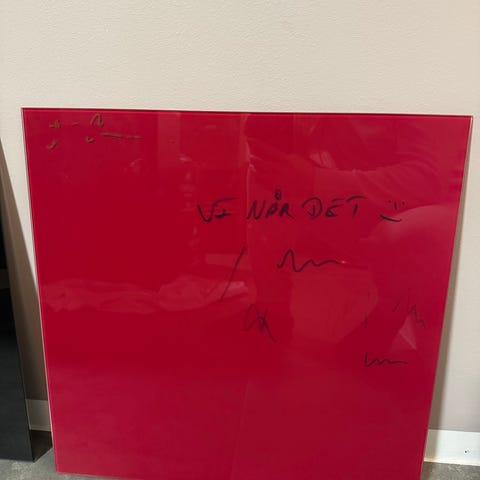 VI NÅR DET :)